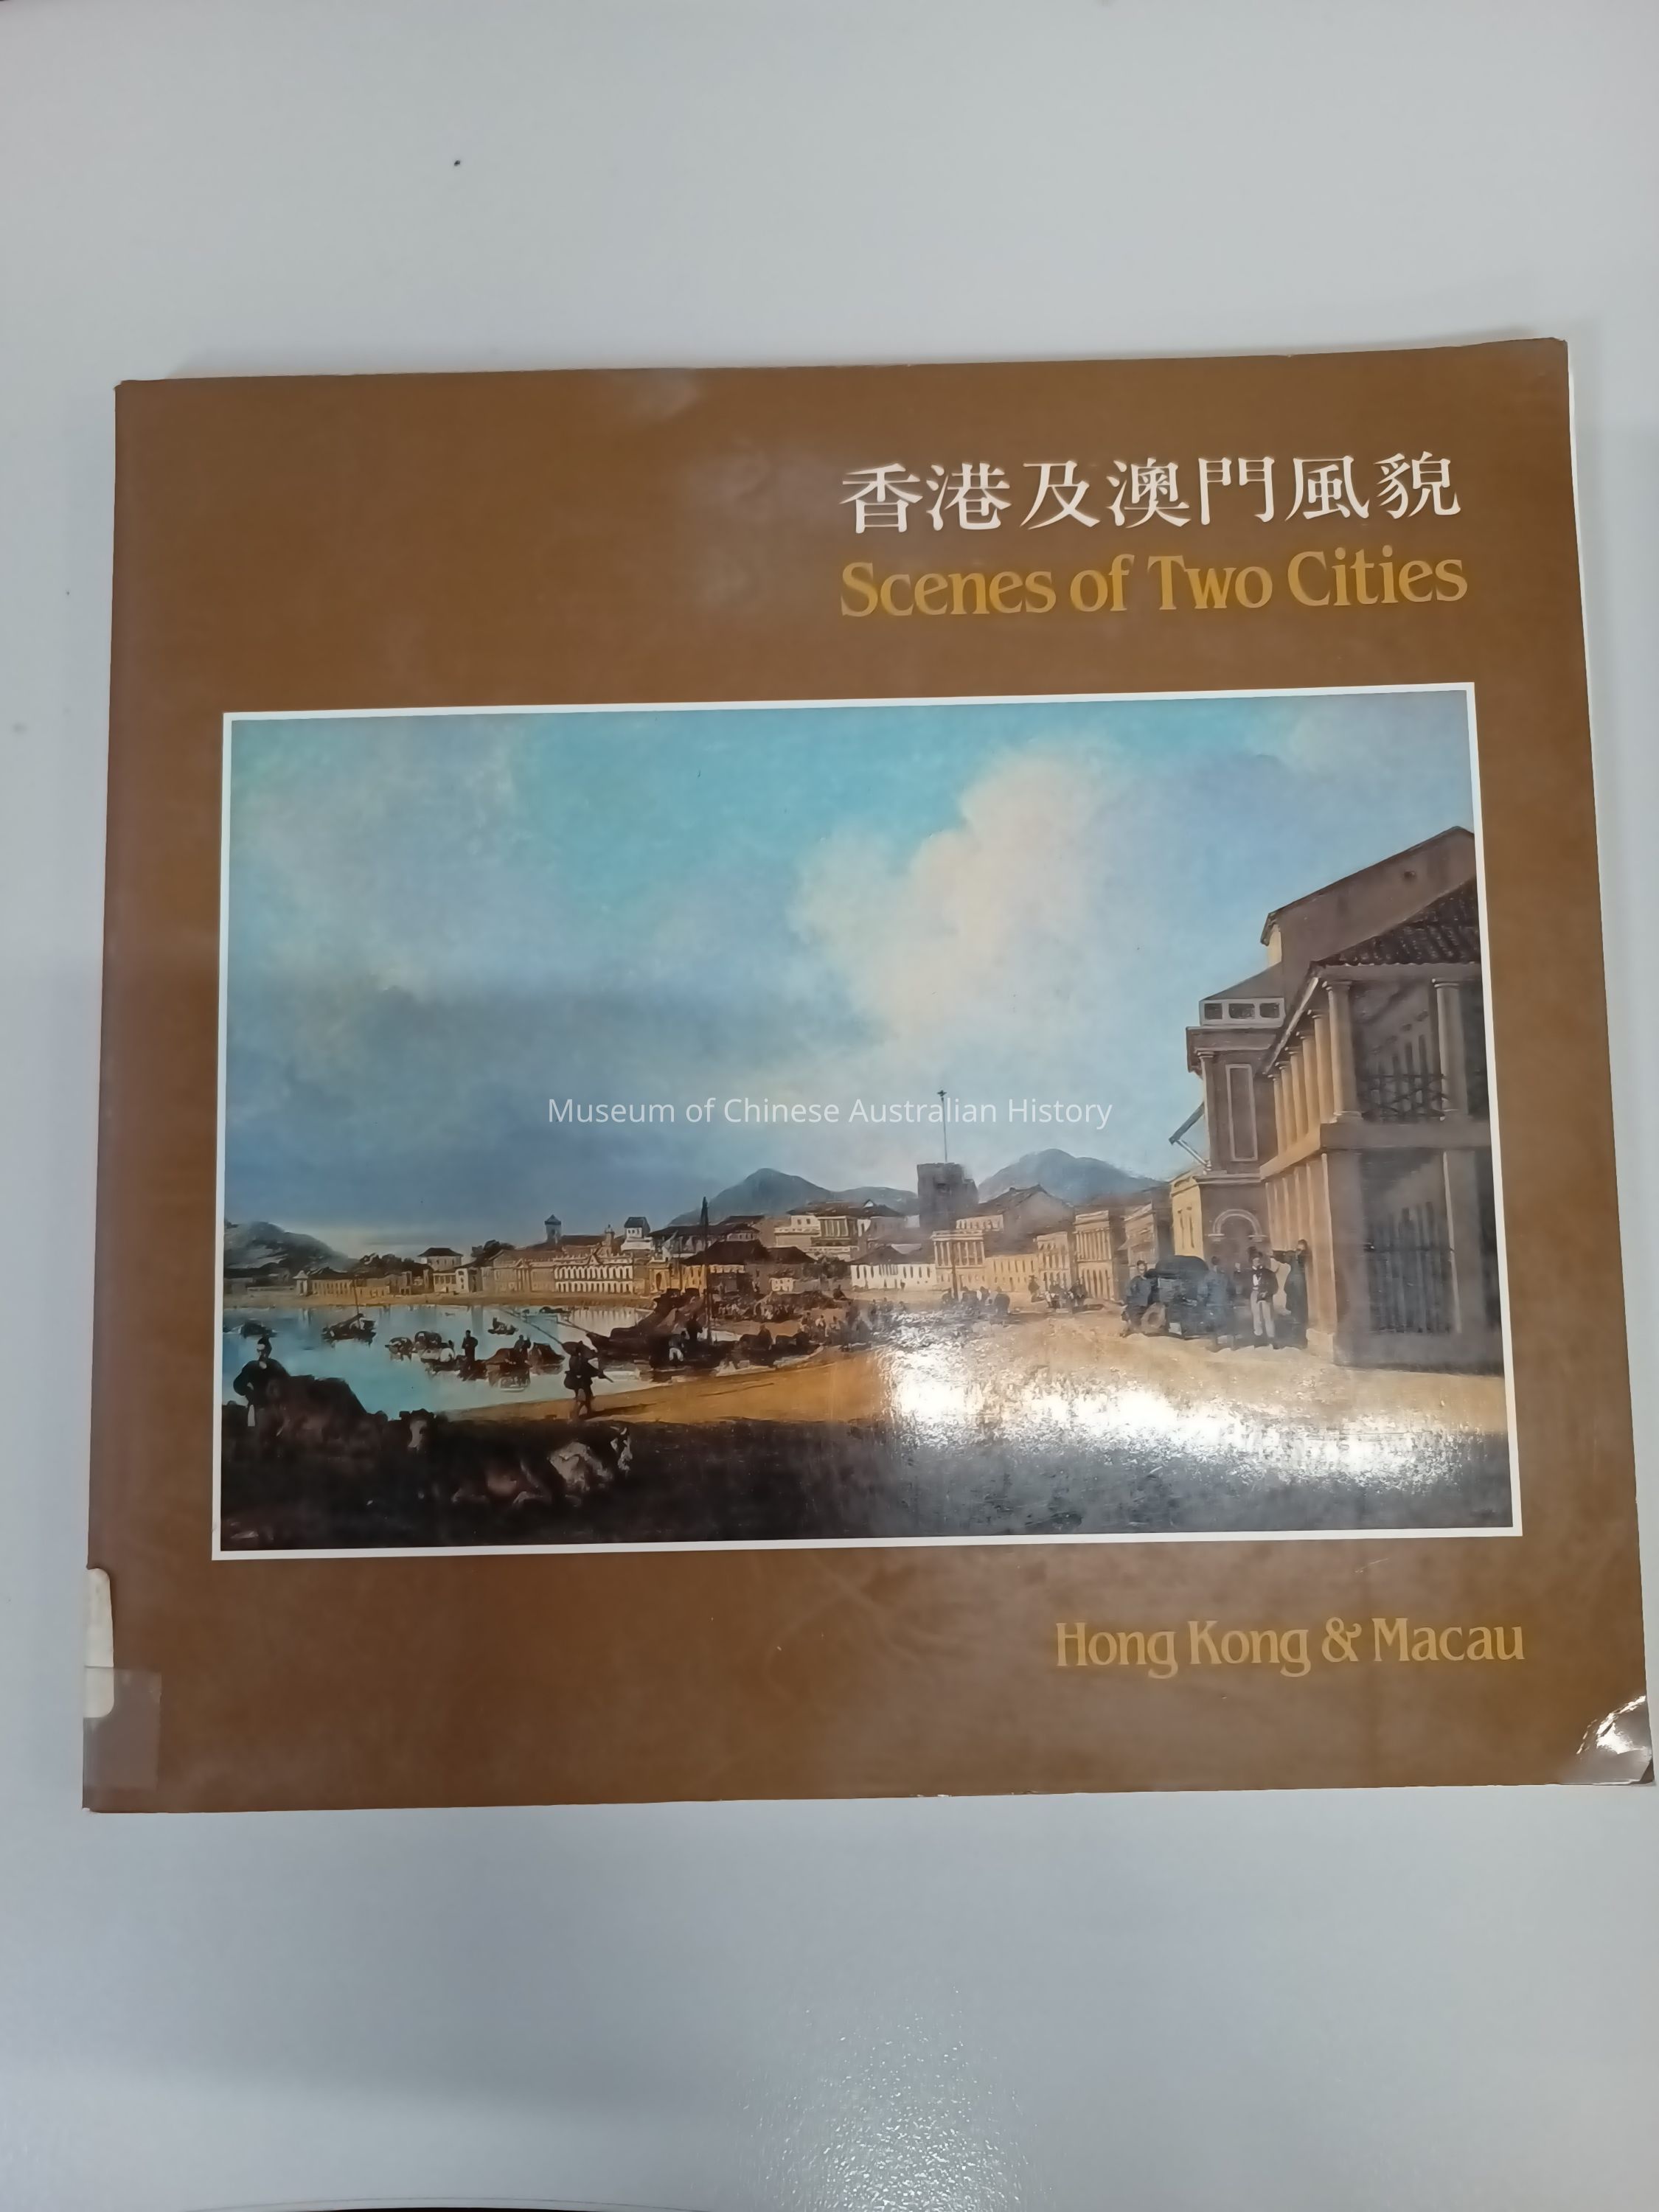 香港及澳門風貌
Scenes of Two Cities
Museum of Chinese Australian History
Hong Kong & Macau